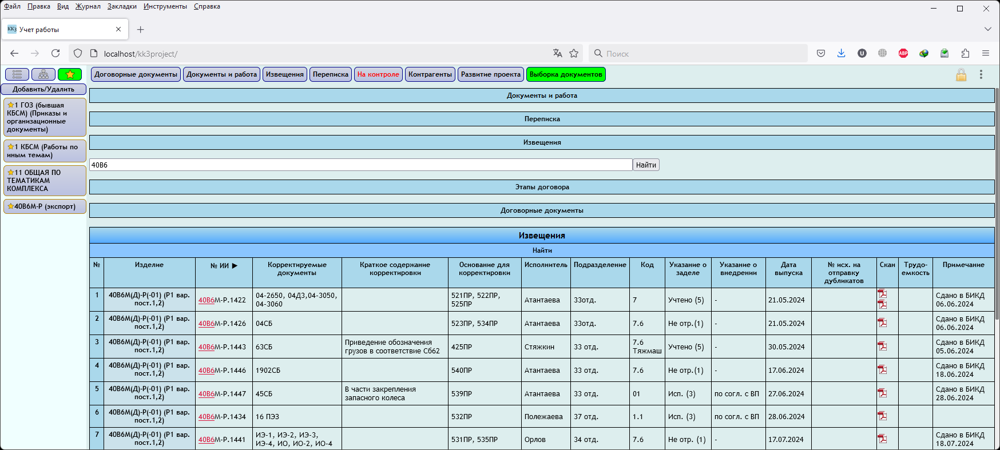 Файл Правка Вид Журнал Закладки Инструменты Справка
КК3 Учет работы
localhost/kk3project/ Поиск
Договорные документы Документы и работа Извещения Переписка На контроле Контрагенты Развитие проекта Выборка документов
Добавить/Удалить
1 ГОЗ (бывшая
КБСМ) (Приказы и
организационные
документы)
1 КБСМ (Работы по
иным темам)
11 ОБЩАЯ ПО
ТЕМАТИКАМ
КОМПЛЕКСА
40В6М-Р (экспорт)
Документы и работа
Переписка
Извещения
40В6 Найти
Этапы договора
Договорные документы
Извещения
Найти
№ Изделие № ИИ ▶ Корректируемые документы Краткое содержание корректировки Основание для корректировки Исполнитель Подразделение Код Указание о заделе Указание о внедрении Дата выпуска № исх. на отправку дубликатов Скан Трудо-емкость Примечание
1 40В6М(Д)-Р(-01) (Р1 вар. пост.1,2) 40В6М-Р.1422 04-2650, 04ДЗ,04-3050, 04-3060 521ПР, 522ПР, 525ПР Атантаева 33отд. 7 Учтено (5) - 21.05.2024 Сдано в БИКД 06.06.2024
2 40В6М(Д)-Р(-01) (Р1 вар. пост.1,2) 40В6М-Р.1426 04СБ 523ПР, 534ПР Атантаева 33отд. 7.6 Не отр.(1) - 21.05.2024 Сдано в БИКД 06.06.2024
3 40В6М(Д)-Р(-01) (Р1 вар. пост.1,2) 40В6М-Р.1443 63СБ Приведение обозначения грузов в соответствие Сб62 425ПР Стяжкин 33 отд. 7.6 Тяжмаш Учтено (5) - 30.05.2024 Сдано в БИКД 05.06.2024
4 40В6М(Д)-Р(-01) (Р1 вар. пост.1,2) 40В6М-Р.1446 1902СБ 540ПР Атантаева 33 отд. 7.6 Не отр.(1) - 17.06.2024 Сдано в БИКД 18.06.2024
5 40В6М(Д)-Р(-01) (Р1 вар. пост.1,2) 40В6М-Р.1447 45СБ В части закрепления запасного колеса 539ПР Атантаева 33 отд. 01 Исп. (3) по согл. с ВП 27.06.2024 Сдано в БИКД 28.06.2024
6 40В6М(Д)-Р(-01) (Р1 вар. пост.1,2) 40В6М-Р.1434 16 ПЭЗ 532ПР Полежаева 37 отд. 1.1 Исп. (3) по согл. с ВП 28.06.2024
7 40В6М(Д)-Р(-01) (Р1 вар. пост.1,2) 40В6М-Р.1441 ИЭ-1, ИЭ-2, ИЭ-3, ИЭ-4, ИО, ИО-2, ИО-4 531ПР, 535ПР Орлов 34 отд. 7.6 Не отр. (1) - 17.07.2024 Сдано в БИКД 18.07.2024